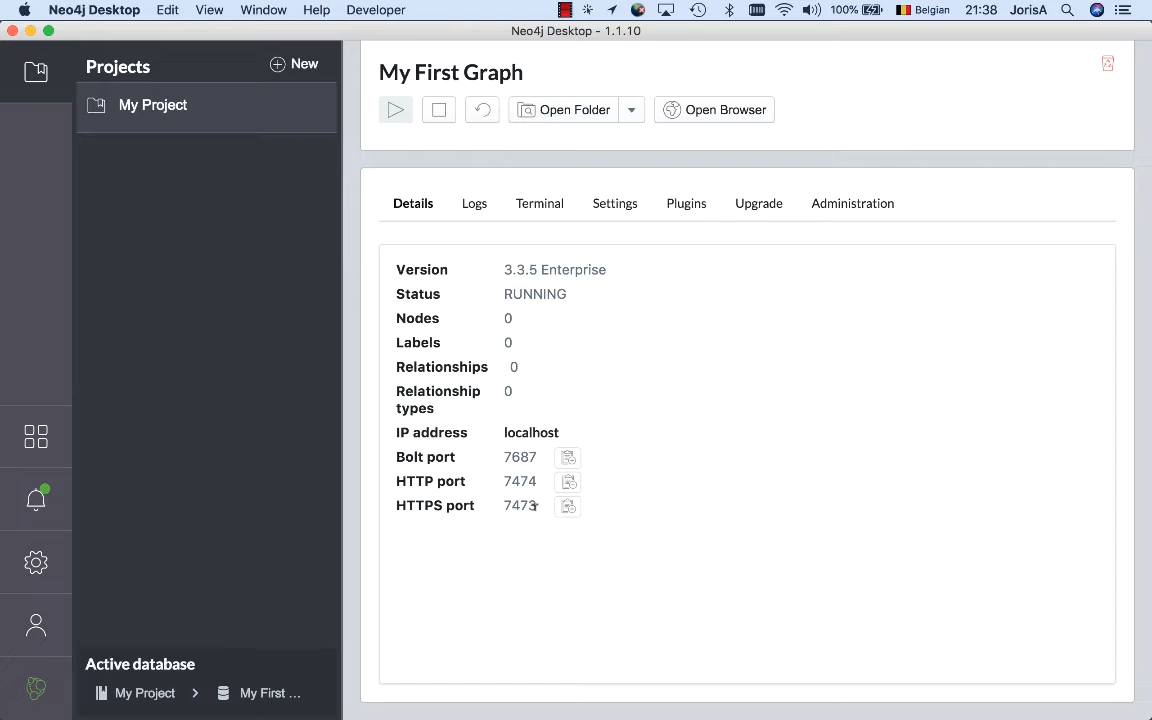 Neo4j Desktop Edit View Window Help Developer 100% Belgian 21:38 JorisA
Neo4j Desktop - 1.1.10
Projects
New
My Project
My First Graph
Open Folder
Open Browser
Details Logs Terminal Settings Plugins Upgrade Administration
Version 3.3.5 Enterprise
Status RUNNING
Nodes 0
Labels 0
Relationships 0
Relationship types 0
IP address localhost
Bolt port 7687
HTTP port 7474
HTTPS port 7473
Active database
My Project > My First ...